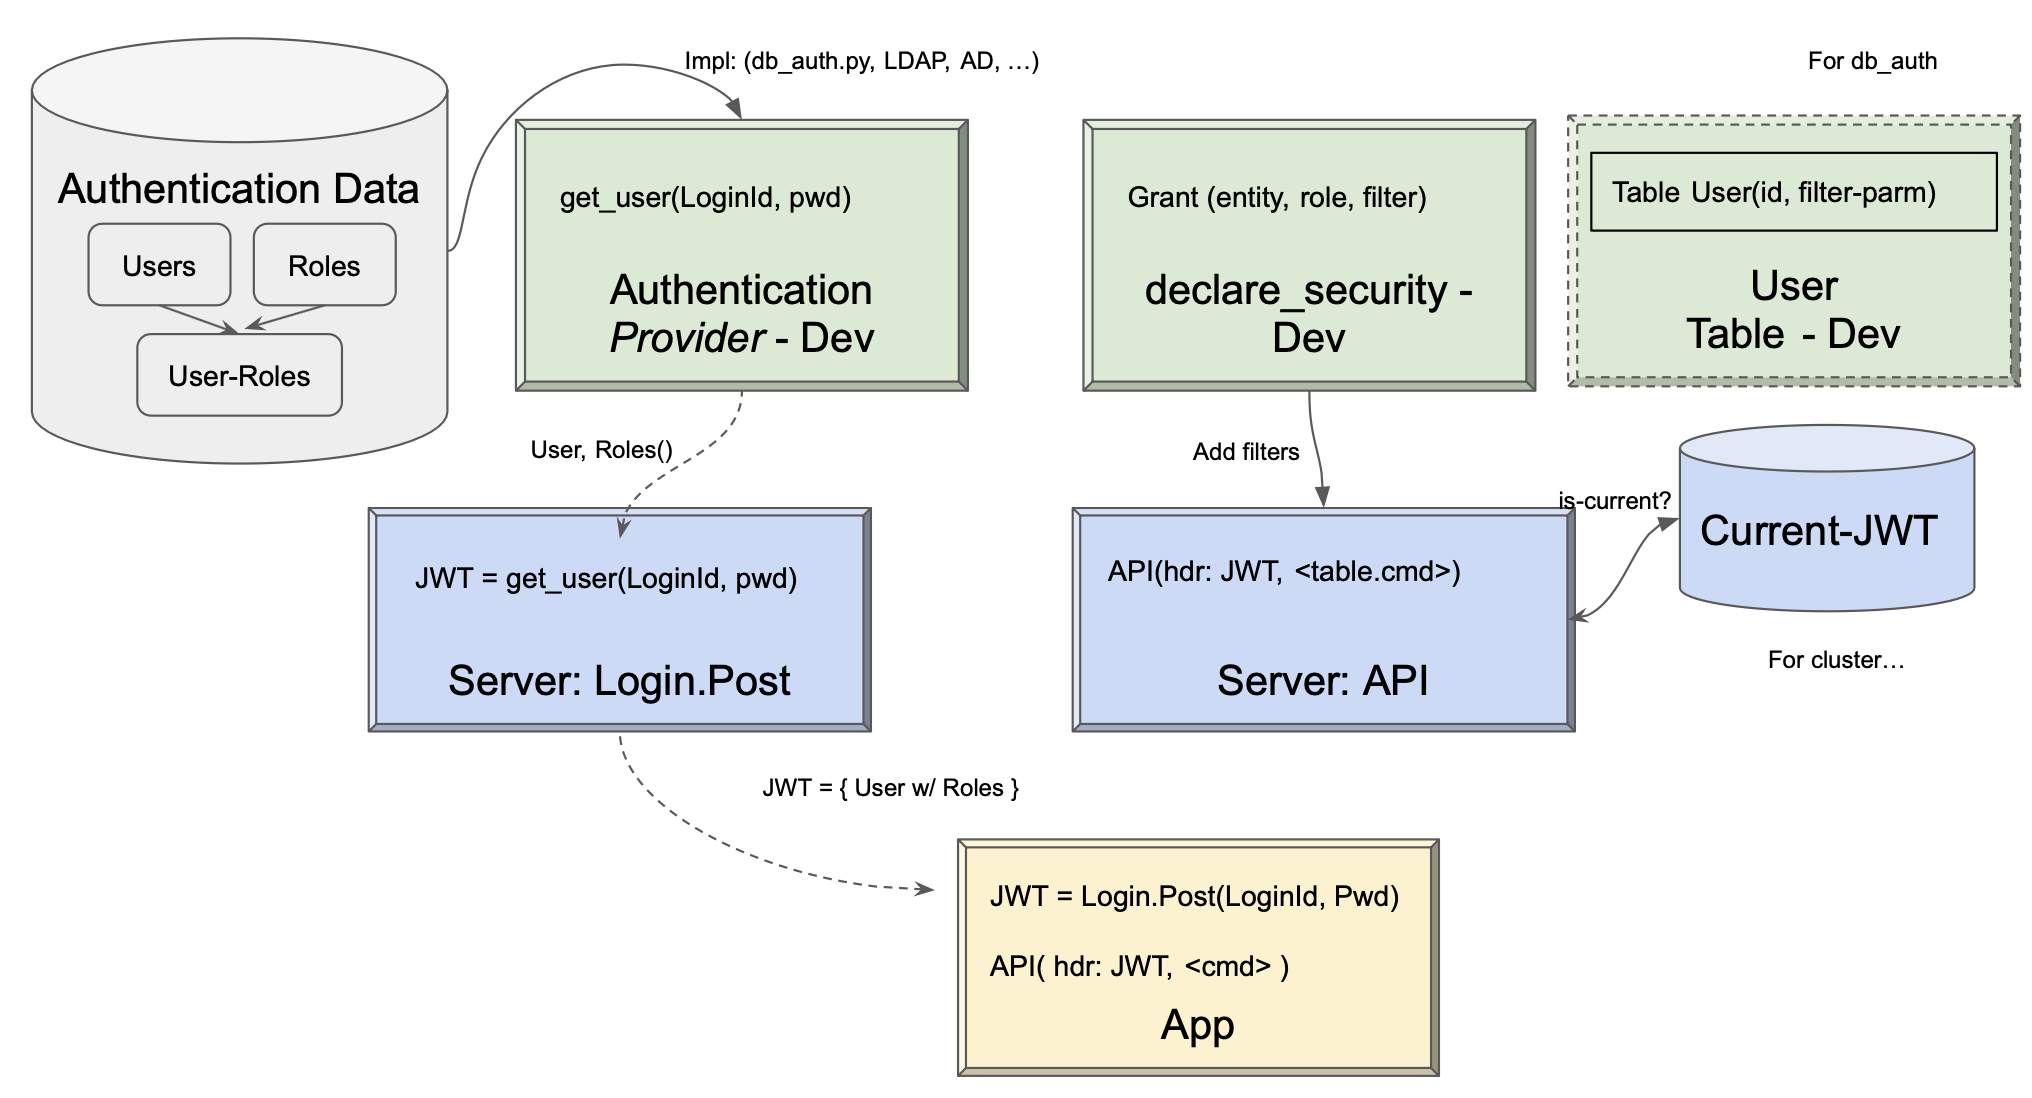 Impl: (db_auth.py, LDAP, AD, …)
For db_auth
Authentication Data
Users
Roles
User-Roles
get_user(LoginId, pwd)
Authentication
Provider - Dev
Grant (entity, role, filter)
declare_security -
Dev
Table User(id, filter-parm)
User
Table - Dev
User, Roles()
Add filters
is-current?
Current-JWT
For cluster…
JWT = get_user(LoginId, pwd)
Server: Login.Post
API(hdr: JWT, <table.cmd>)
Server: API
JWT = { User w/ Roles }
JWT = Login.Post(LoginId, Pwd)
API( hdr: JWT, <cmd> )
App